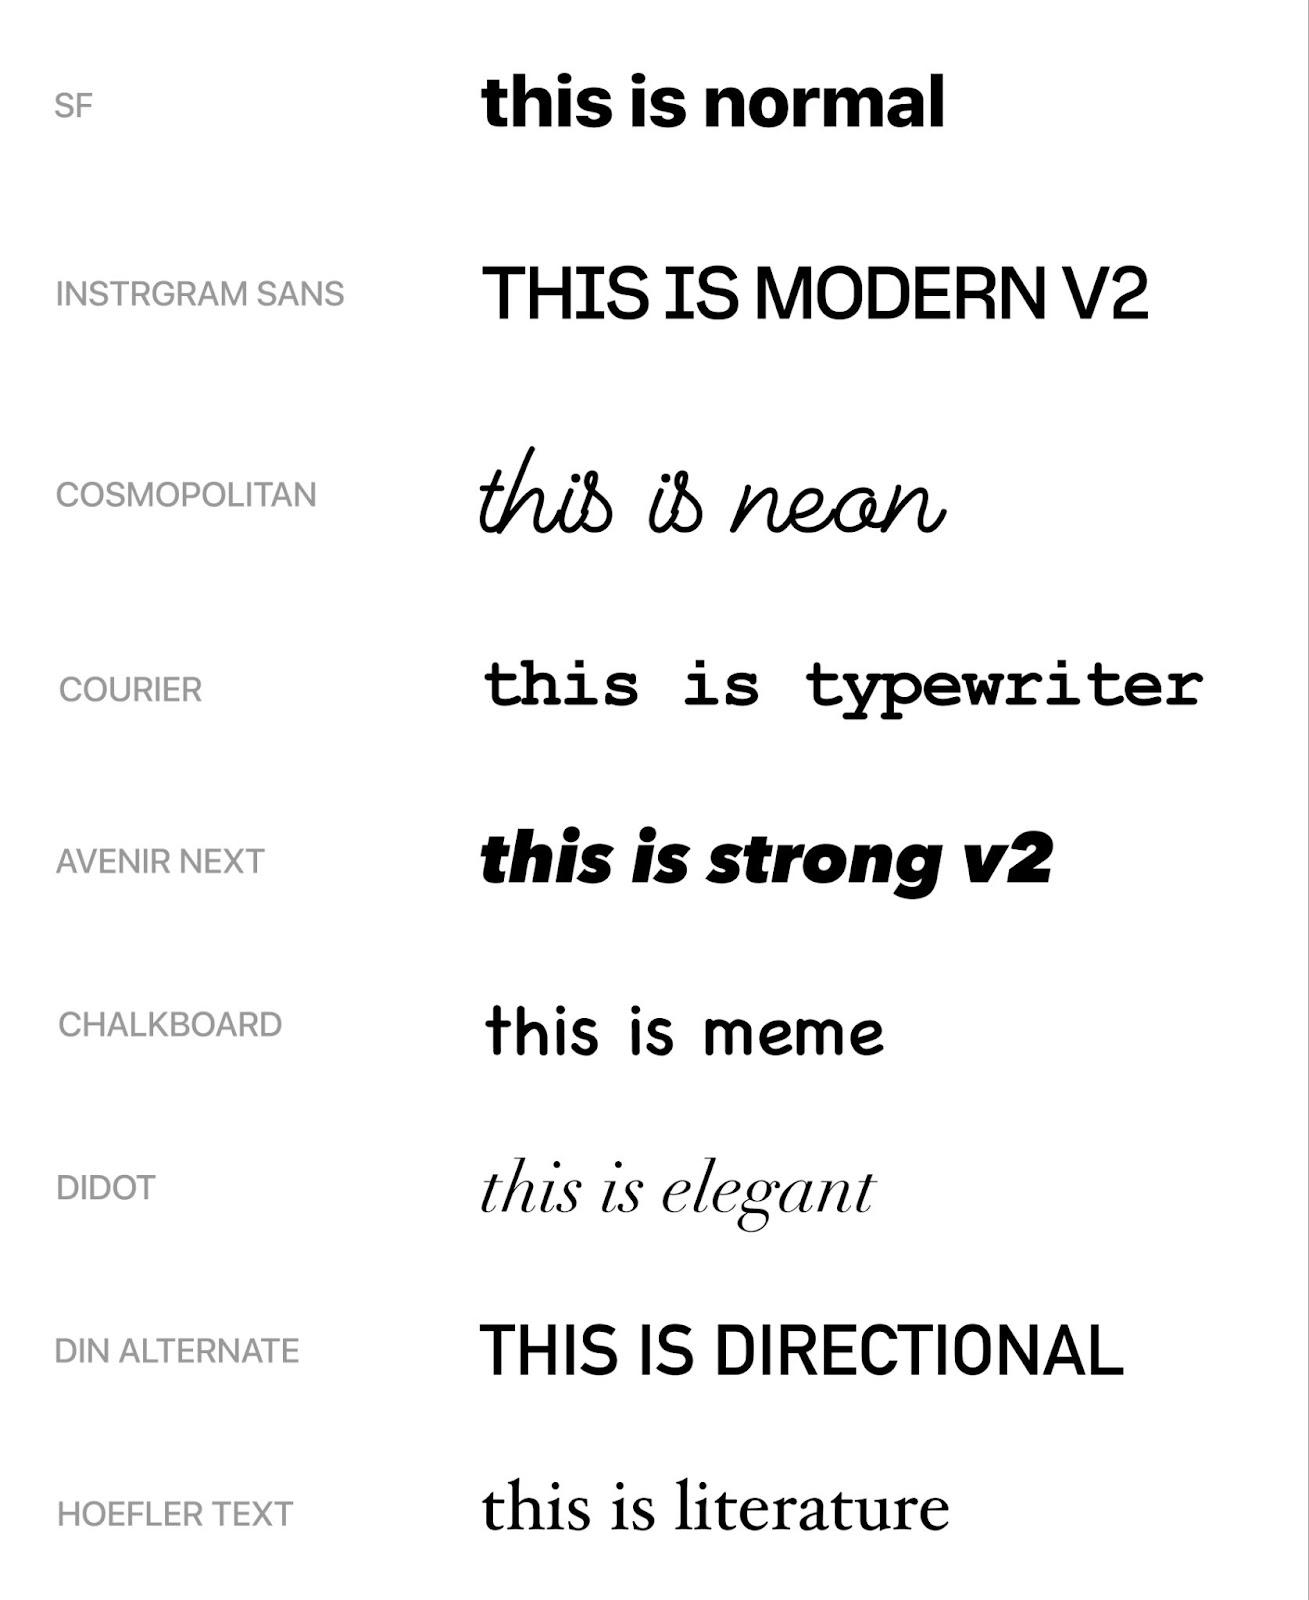 SF this is normal
INSTRGRAM SANS THIS IS MODERN V2
COSMOPOLITAN this is neon
COURIER this is typewriter
AVENIR NEXT this is strong v2
CHALKBOARD this is meme
DIDOT this is elegant
DIN ALTERNATE THIS IS DIRECTIONAL
HOEFLER TEXT this is literature